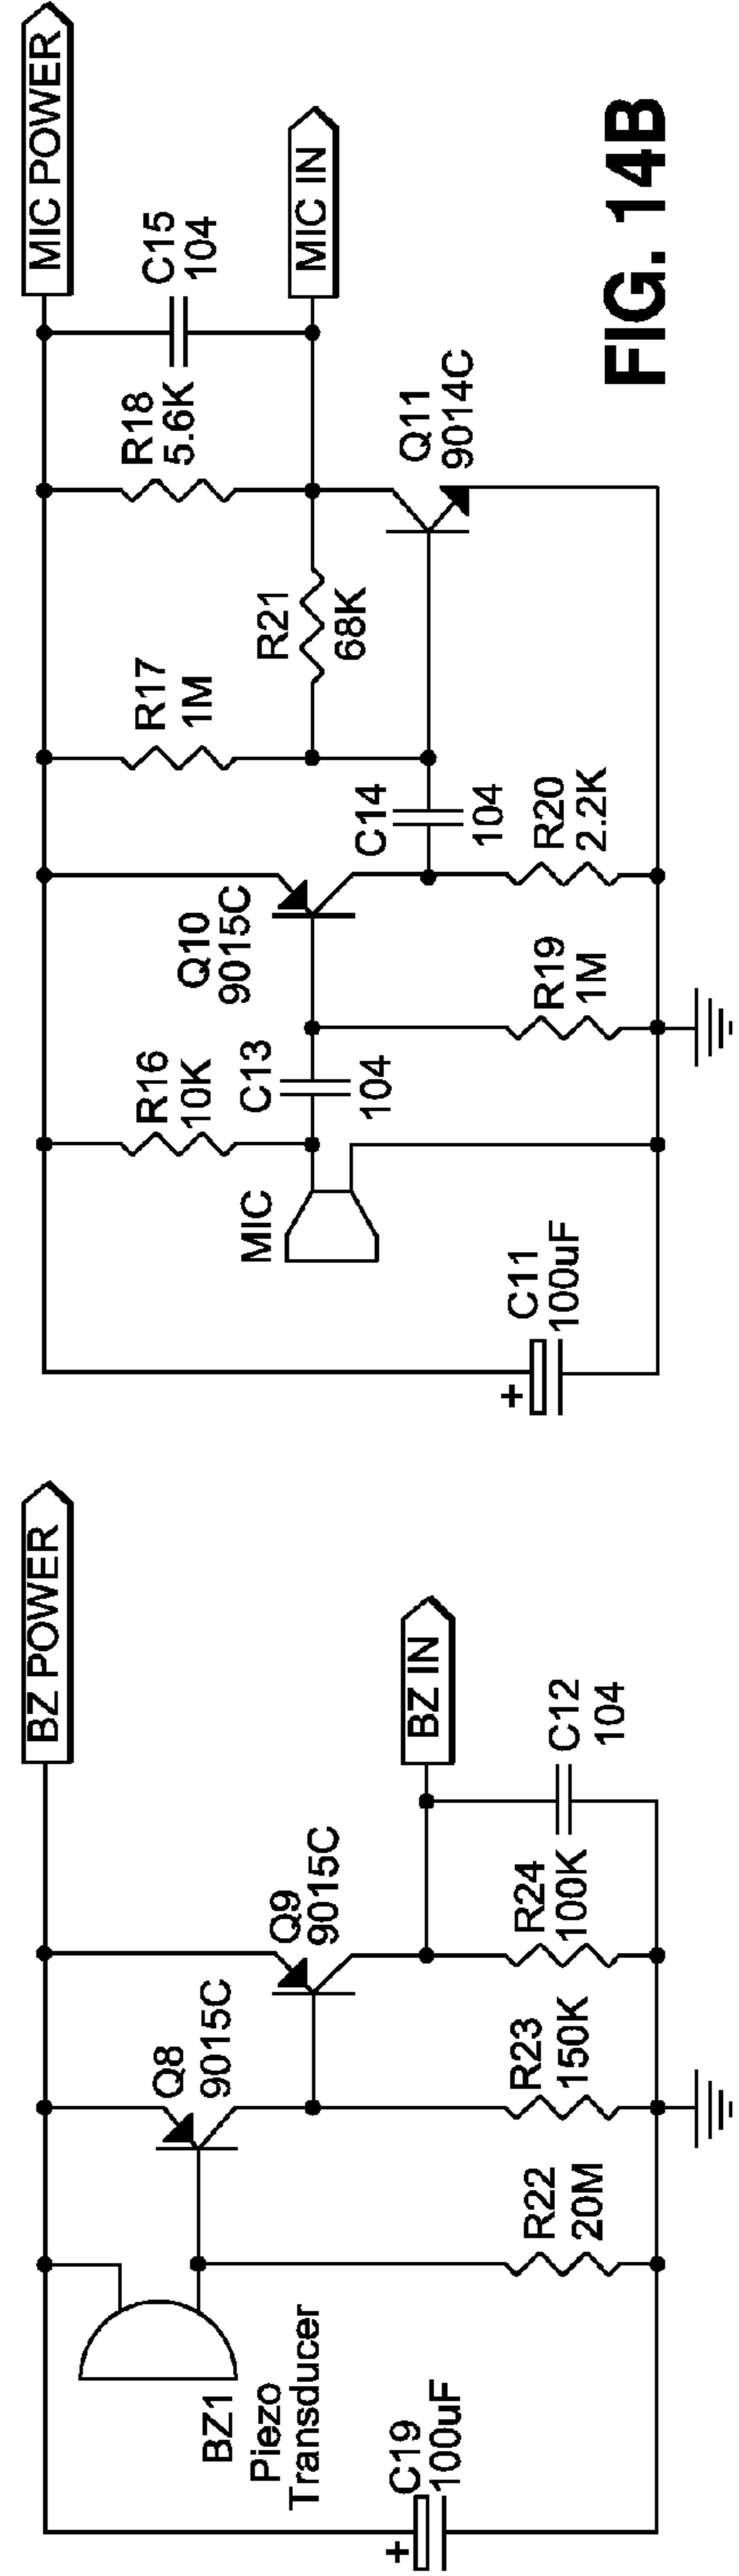 MIC POWER
C15
104
MIC IN
R18
5.6K
Q11
9014C
R21
68K
R17
1M
C14
104
R20
2.2K
Q10
9015C
R19
1M
R16
10K
C13
104
MIC
C11
100uF
+
FIG. 14B
BZ POWER
BZ IN
C12
104
Q9
9015C
R24
100K
Q8
9015C
R23
150K
R22
20M
BZ1
Piezo
Transducer
C19
100uF
+